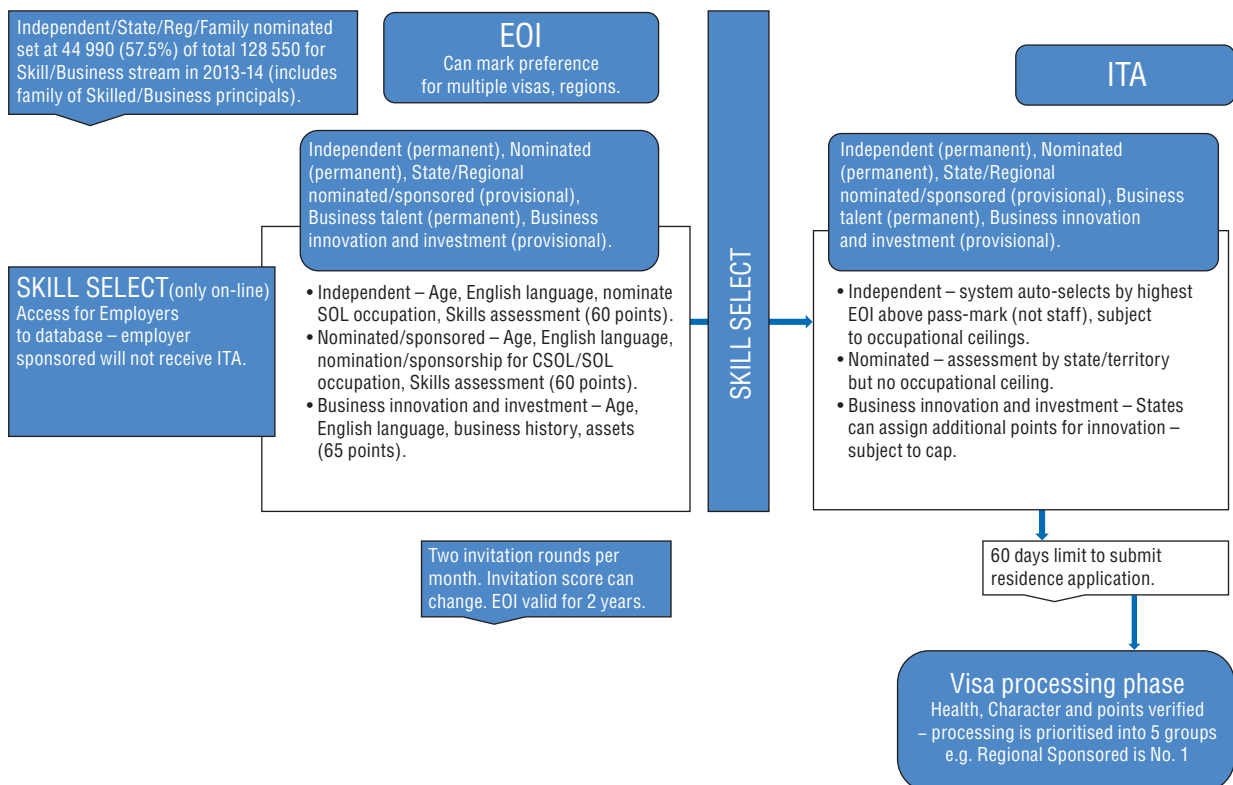 Independent/State/Reg/Family nominated
set at 44 990 (57.5%) of total 128 550 for
Skill/Business stream in 2013-14 (includes
family of Skilled/Business principals).
EOI
Can mark preference
for multiple visas, regions.
ITA
Independent (permanent), Nominated
(permanent), State/Regional
nominated/sponsored (provisional),
Business talent (permanent), Business
innovation and investment (provisional).
SKILL SELECT (only on-line)
Access for Employers
to database – employer
sponsored will not receive ITA.
• Independent – Age, English language, nominate
SOL occupation, Skills assessment (60 points).
• Nominated/sponsored – Age, English language,
nomination/sponsorship for CSOL/SOL
occupation, Skills assessment (60 points).
• Business innovation and investment – Age,
English language, business history, assets
(65 points).
SKILL SELECT
Independent (permanent), Nominated
(permanent), State/Regional
nominated/sponsored (provisional), Business
talent (permanent), Business innovation
and investment (provisional).
• Independent – system auto-selects by highest
EOI above pass-mark (not staff), subject
to occupational ceilings.
• Nominated – assessment by state/territory
but no occupational ceiling.
• Business innovation and investment – States
can assign additional points for innovation –
subject to cap.
Two invitation rounds per
month. Invitation score can
change. EOI valid for 2 years.
60 days limit to submit
residence application.
Visa processing phase
Health, Character and points verified
– processing is prioritised into 5 groups
e.g. Regional Sponsored is No. 1